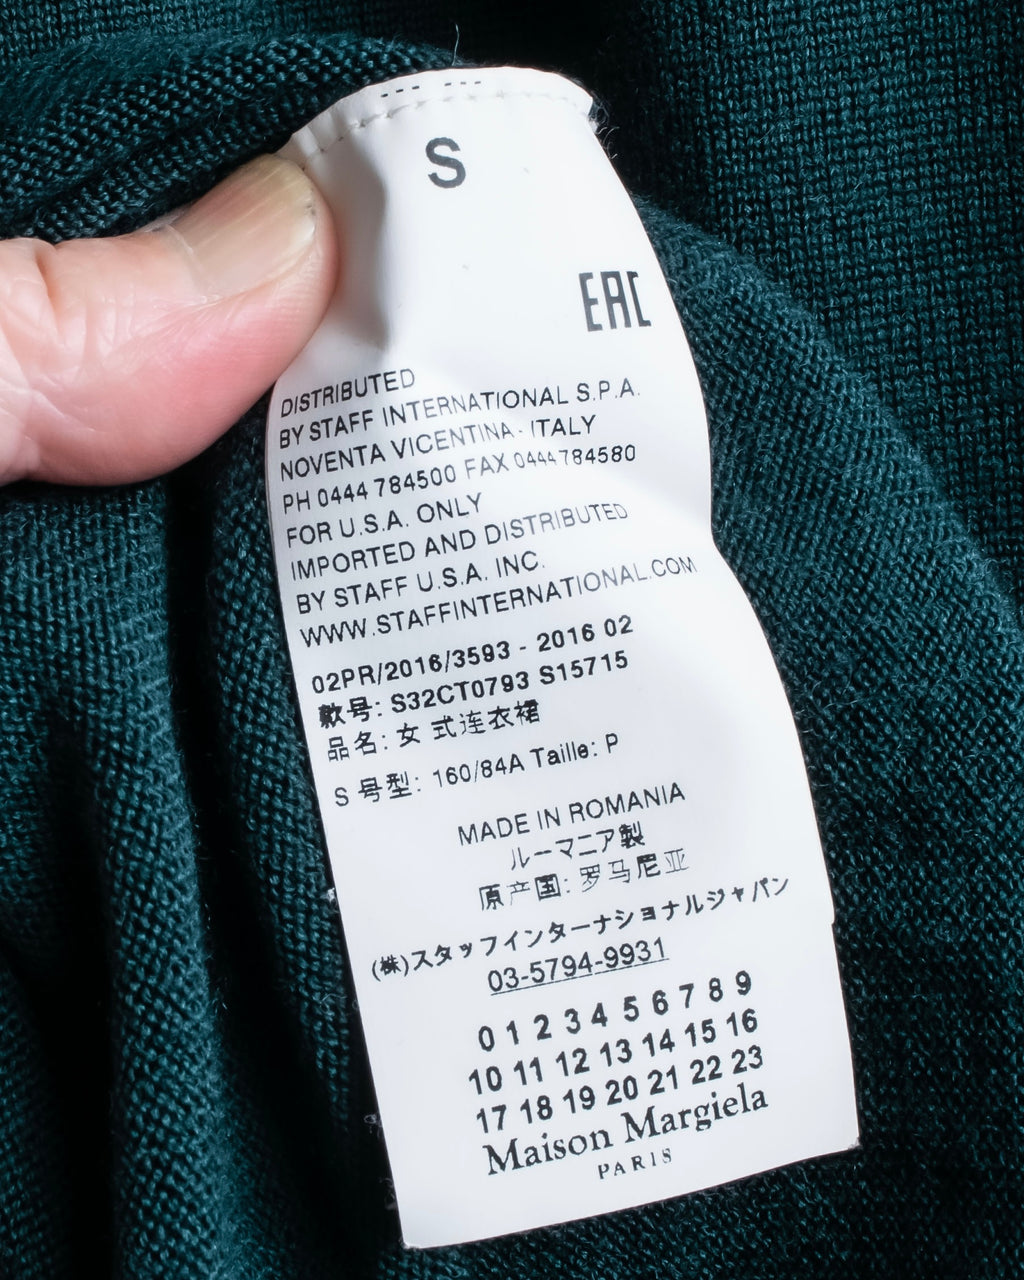 S
EAC
DISTRIBUTED
BY STAFF INTERNATIONAL S.P.A.
NOVENTA VICENTINA - ITALY
PH 0444 784500 FAX 0444 784580
FOR U.S.A. ONLY
IMPORTED AND DISTRIBUTED
BY STAFF U.S.A. INC.
WWW.STAFFINTERNATIONAL.COM
02PR/2016/3593 - 2016 02
款号: S32CT0793 S15715
品名: 女 式连衣裙
S 号型: 160/84A Taille: P
MADE IN ROMANIA
ルーマニア製
原产国: 罗马尼亚
(株)スタッフインターナショナルジャパン
03-5794-9931
0 1 2 3 4 5 6 7 8 9
10 11 12 13 14 15 16
17 18 19 20 21 22 23
Maison Margiela
PARIS